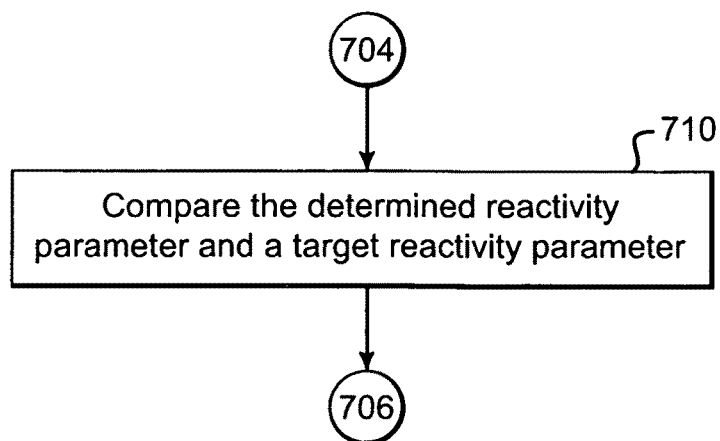 704
710
Compare the determined reactivity
parameter and a target reactivity parameter
706